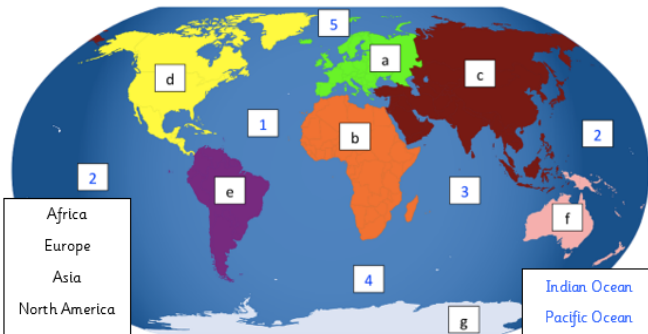 5
a
d
c
1
b
2
2
3
e
f
4
g
Africa
Europe
Asia
North America
Indian Ocean
Pacific Ocean